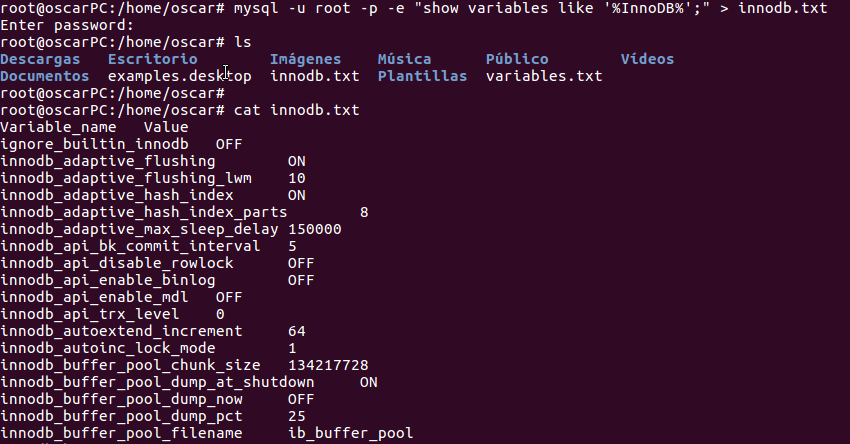 root@oscarPC:/home/oscar# mysql -u root -p -e "show variables like '%InnoDB%';" > innodb.txt
Enter password:
root@oscarPC:/home/oscar# ls
Descargas   Escritorio        Imágenes    Música      Público        Vídeos
Documentos  examples.desktop  innodb.txt  Plantillas  variables.txt
root@oscarPC:/home/oscar#
root@oscarPC:/home/oscar# cat innodb.txt
Variable_name   Value
ignore_builtin_innodb   OFF
innodb_adaptive_flushing        ON
innodb_adaptive_flushing_lwm    10
innodb_adaptive_hash_index      ON
innodb_adaptive_hash_index_parts        8
innodb_adaptive_max_sleep_delay 150000
innodb_api_bk_commit_interval   5
innodb_api_disable_rowlock      OFF
innodb_api_enable_binlog        OFF
innodb_api_enable_mdl   OFF
innodb_api_trx_level    0
innodb_autoextend_increment     64
innodb_autoinc_lock_mode        1
innodb_buffer_pool_chunk_size   134217728
innodb_buffer_pool_dump_at_shutdown     ON
innodb_buffer_pool_dump_now     OFF
innodb_buffer_pool_dump_pct     25
innodb_buffer_pool_filename     ib_buffer_pool